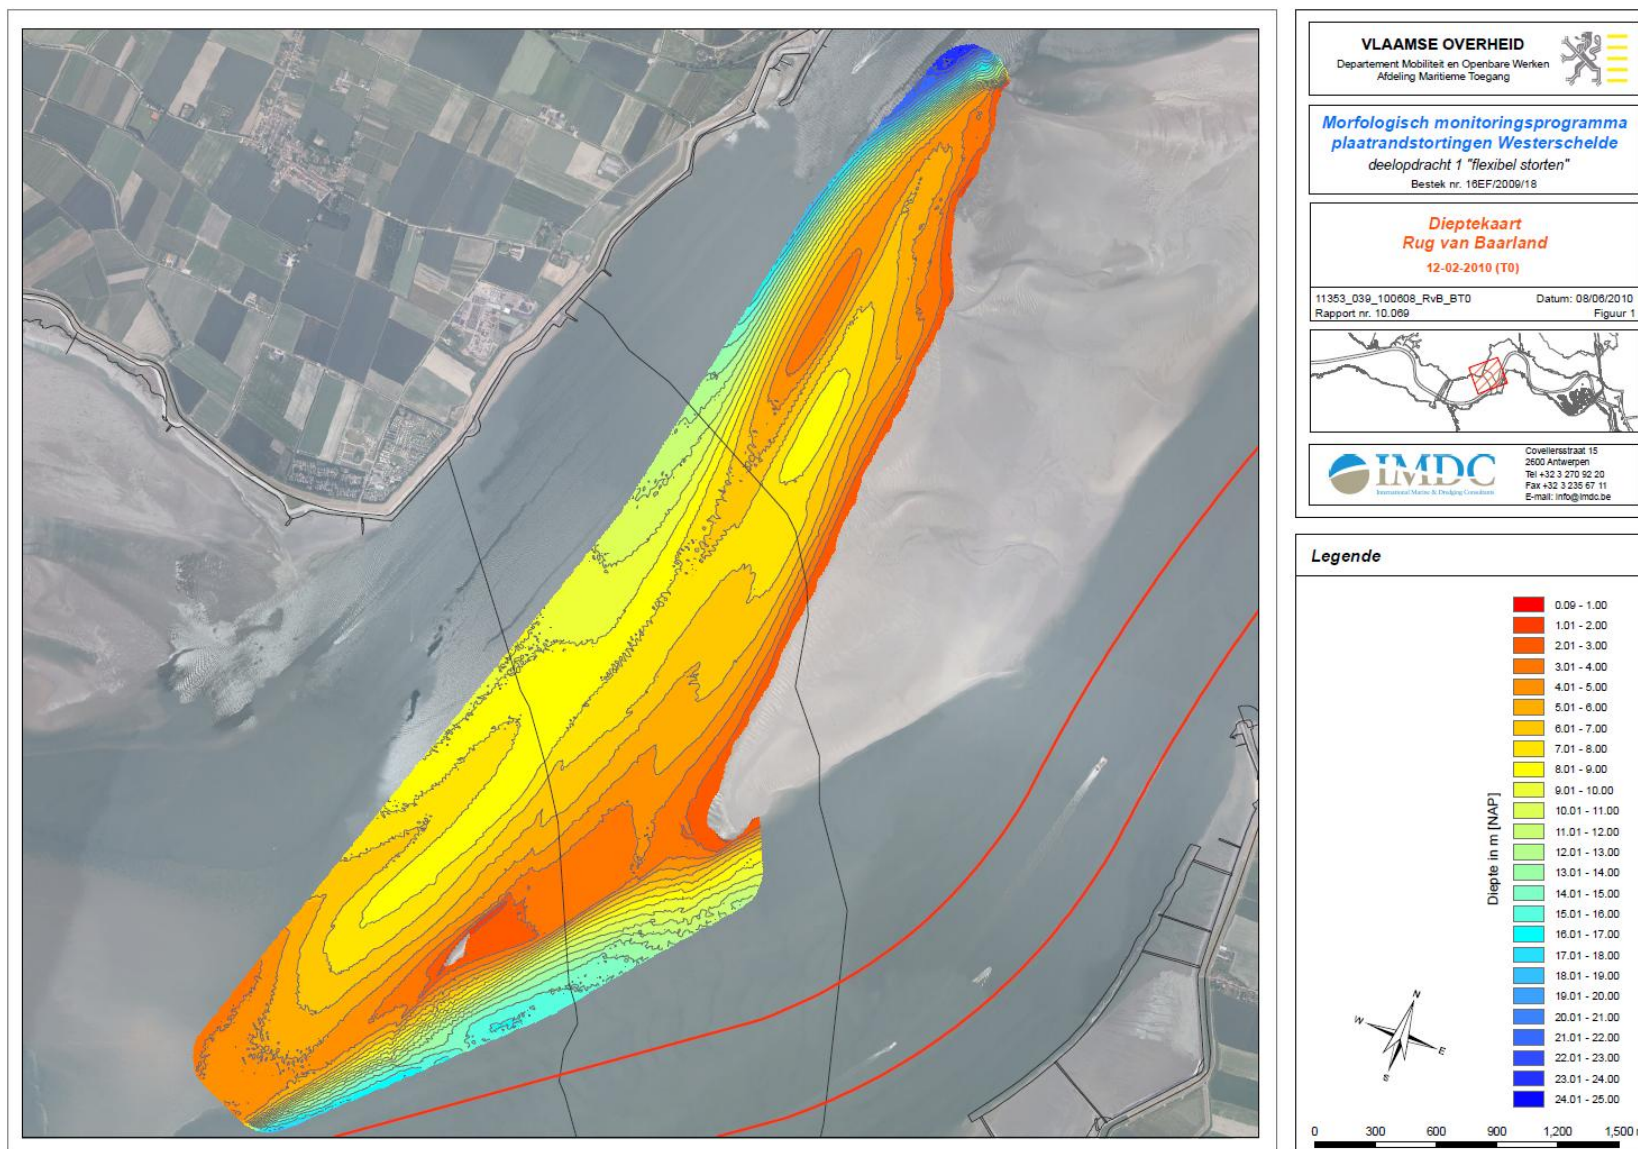 VLAAMSE OVERHEID
Departement Mobiliteit en Openbare Werken
Afdeling Maritieme Toegang
Morfologisch monitoringsprogramma
plaatrandstortingen Westerschelde
deelopdracht 1 "flexibel storten"
Bestek nr. 16EF/2009/18
Dieptekaart
Rug van Baarland
12-02-2010 (T0)
11353_039_100608_RvB_BT0 Datum: 08/06/2010
Rapport nr. 10.069 Figuur 1
IMDC
International Marine & Dredging Consultants
Coveliersstraat 15
2600 Antwerpen
Tel +32 3 270 92 20
Fax +32 3 235 67 11
E-mail: info@imdc.be
Legende
Diepte in m [NAP]
0.09 - 1.00
1.01 - 2.00
2.01 - 3.00
3.01 - 4.00
4.01 - 5.00
5.01 - 6.00
6.01 - 7.00
7.01 - 8.00
8.01 - 9.00
9.01 - 10.00
10.01 - 11.00
11.01 - 12.00
12.01 - 13.00
13.01 - 14.00
14.01 - 15.00
15.01 - 16.00
16.01 - 17.00
17.01 - 18.00
18.01 - 19.00
19.01 - 20.00
20.01 - 21.00
21.01 - 22.00
22.01 - 23.00
23.01 - 24.00
24.01 - 25.00
N
W
E
S
0 300 600 900 1,200 1,500